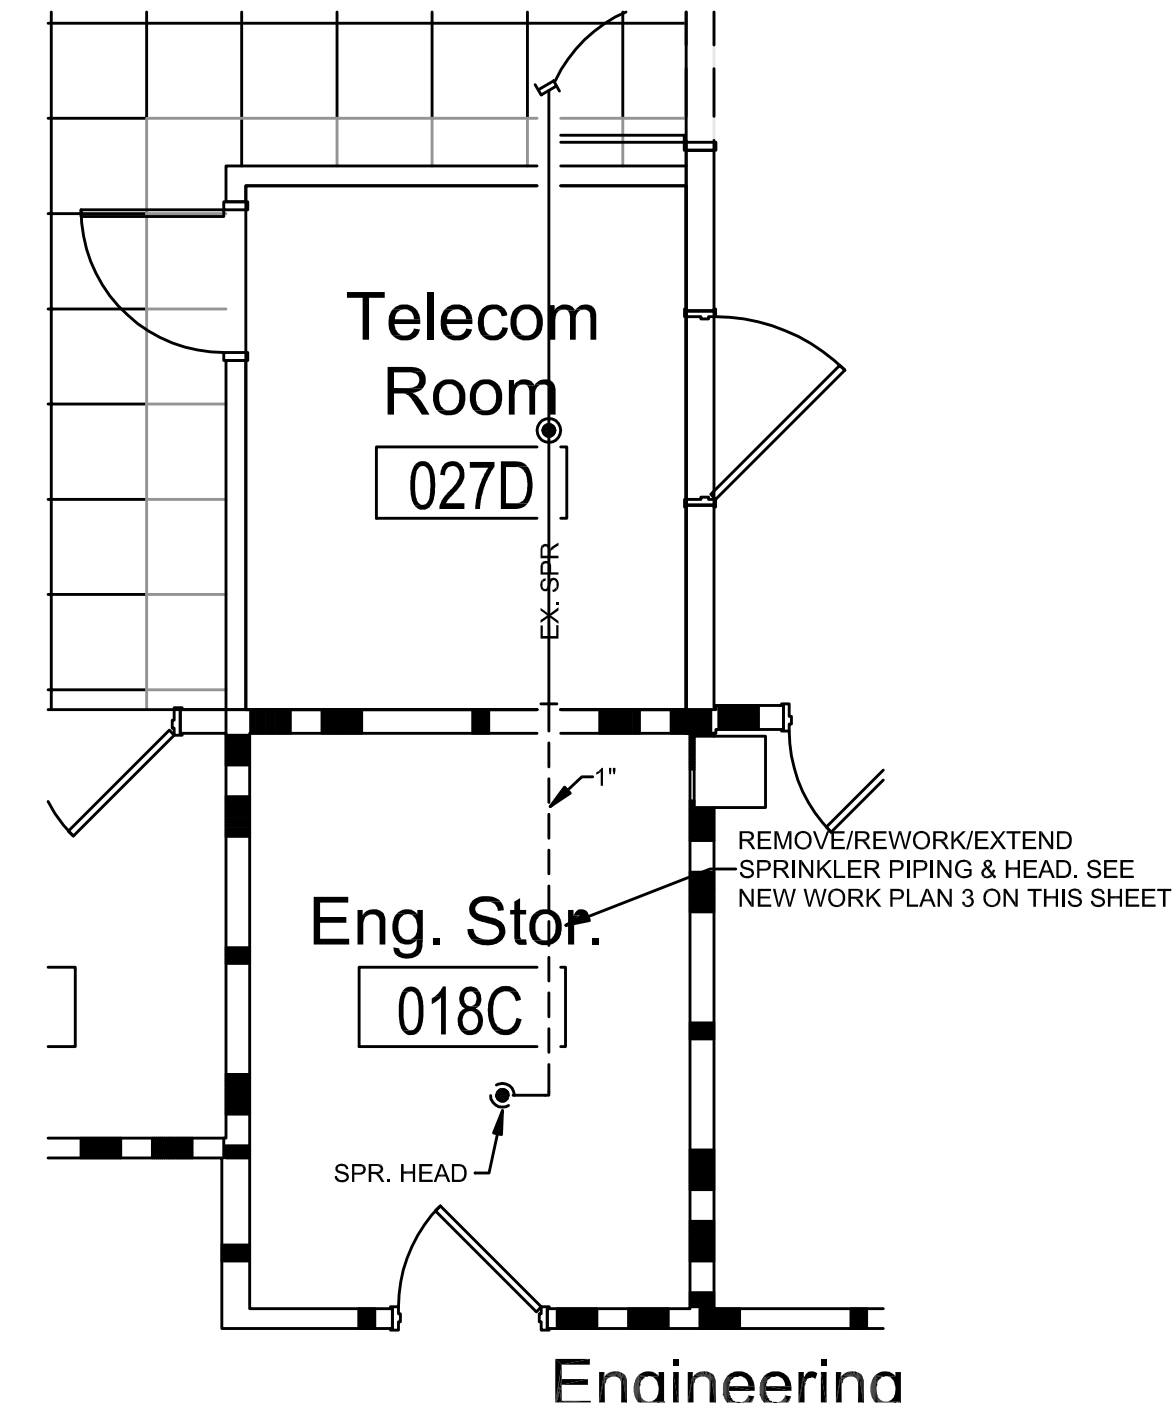 Telecom
Room
027D
EX. SPR
1"
REMOVE/REWORK/EXTEND
SPRINKLER PIPING & HEAD. SEE
NEW WORK PLAN 3 ON THIS SHEET
Eng. Stor.
018C
SPR. HEAD
Engineering